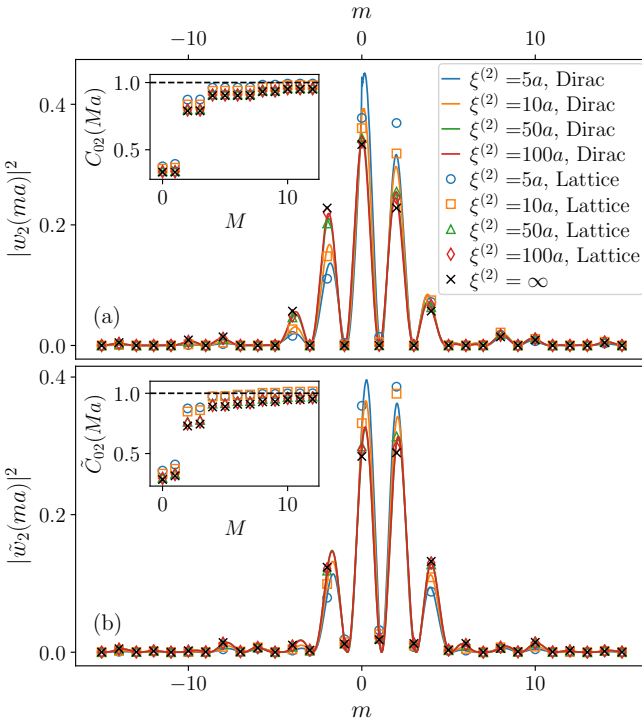 m
−10 0 10
0.4
0.2
0.0
|w₂(ma)|²
1.0
0.5
C₀₂(Ma)
0 10
M
(a)
ξ⁽²⁾ =5a, Dirac
ξ⁽²⁾ =10a, Dirac
ξ⁽²⁾ =50a, Dirac
ξ⁽²⁾ =100a, Dirac
ξ⁽²⁾ =5a, Lattice
ξ⁽²⁾ =10a, Lattice
ξ⁽²⁾ =50a, Lattice
ξ⁽²⁾ =100a, Lattice
ξ⁽²⁾ = ∞
0.4
0.2
0.0
|w̃₂(ma)|²
1.0
0.5
C̃₀₂(Ma)
0 10
M
(b)
−10 0 10
m